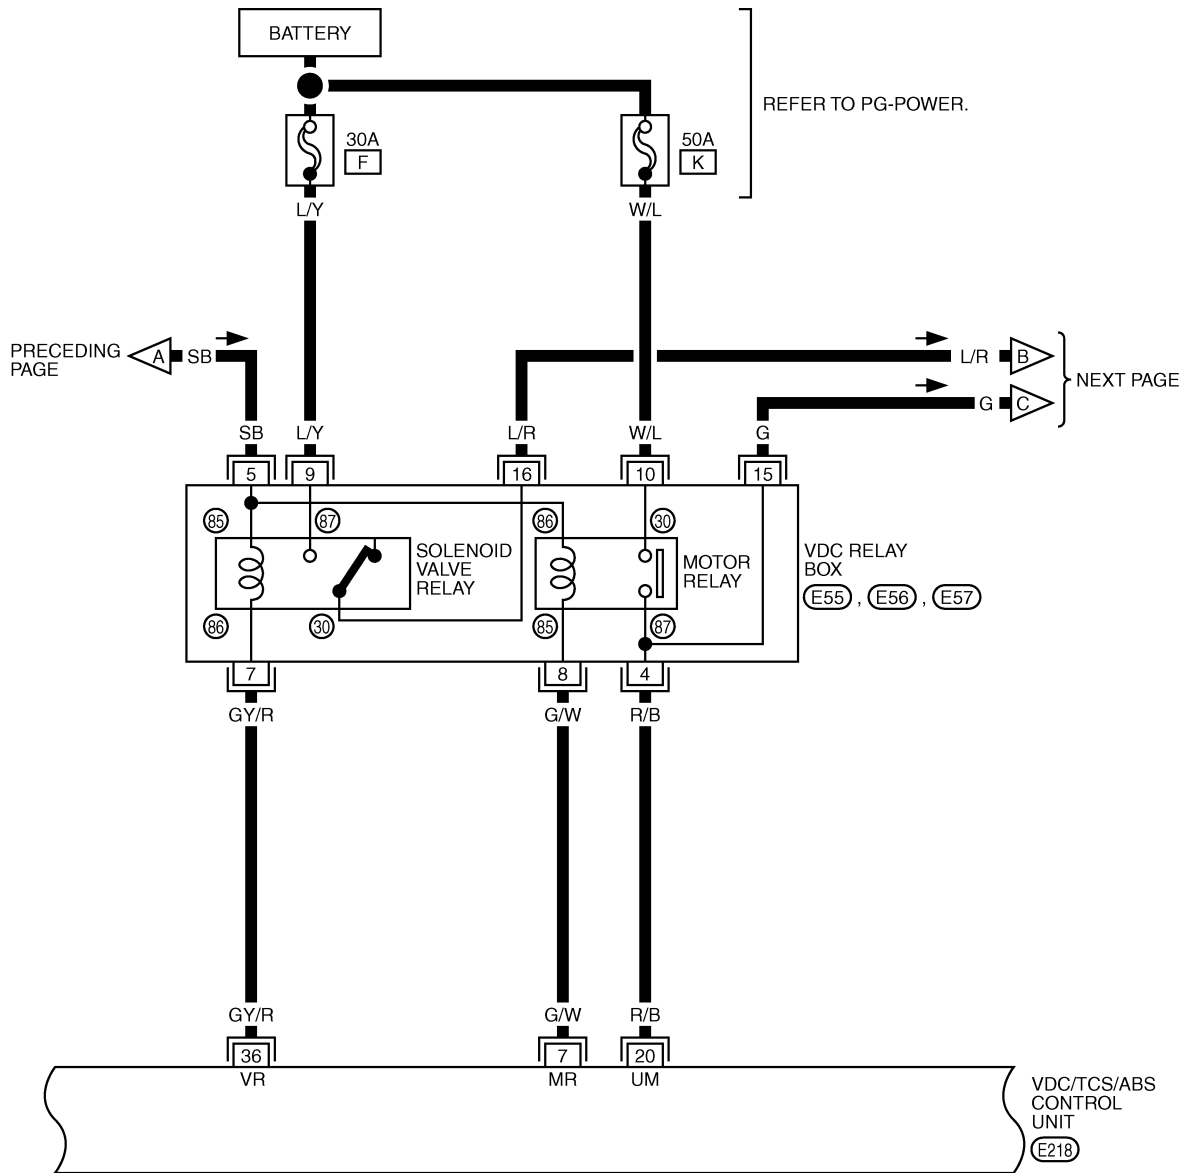 BATTERY
REFER TO PG-POWER.
30A
F
50A
K
L/Y
W/L
PRECEDING
PAGE
A
SB
L/R
B
G
C
NEXT PAGE
SB
L/Y
L/R
W/L
G
5
9
16
10
15
85
87
86
30
SOLENOID
VALVE
RELAY
MOTOR
RELAY
VDC RELAY
BOX
E55 , E56 , E57
86
30
85
87
7
8
4
GY/R
G/W
R/B
GY/R
G/W
R/B
36
7
20
VR
MR
UM
VDC/TCS/ABS
CONTROL
UNIT
E218